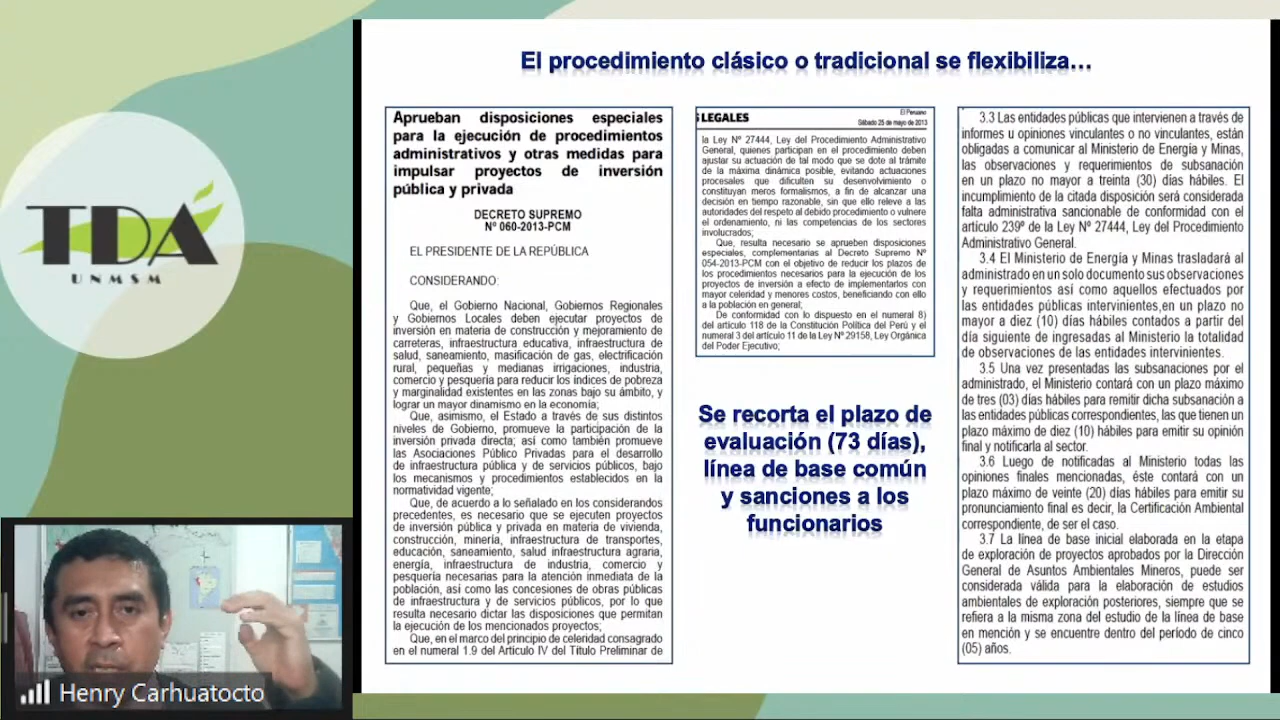 El procedimiento clásico o tradicional se flexibiliza...
Aprueban disposiciones especiales
para la ejecución de procedimientos
administrativos y otras medidas para
impulsar proyectos de inversión
pública y privada
DECRETO SUPREMO
Nº 060-2013-PCM
EL PRESIDENTE DE LA REPÚBLICA
CONSIDERANDO:
Que, el Gobierno Nacional, Gobiernos Regionales
y Gobiernos Locales deben ejecutar proyectos de
inversión en materia de construcción y mejoramiento de
carreteras, infraestructura educativa, infraestructura de
salud, saneamiento, masificación de gas, electrificación
rural, pequeñas y medianas irrigaciones, industria,
comercio y pesquería para reducir los índices de pobreza
y marginalidad existentes en las zonas bajo su ámbito, y
lograr un mayor dinamismo en la economía;
Que, asimismo, el Estado a través de sus distintos
niveles de Gobierno, promueve la participación de la
inversión privada directa; así como también promueve
las Asociaciones Público Privadas para el desarrollo
de infraestructura pública y de servicios públicos, bajo
los mecanismos y procedimientos establecidos en la
normatividad vigente;
Que, de acuerdo a lo señalado en los considerandos
precedentes, es necesario que se ejecuten proyectos
de inversión pública y privada en materia de vivienda,
construcción, minería, infraestructura de transportes,
educación, saneamiento, salud infraestructura agraria,
energía, infraestructura de industria, comercio y
pesquería necesarias para la atención inmediata de la
población, así como las concesiones de obras públicas
de infraestructura y de servicios públicos, por lo que
resulta necesario dictar las disposiciones que permitan
la ejecución de los mencionados proyectos;
Que, en el marco del principio de celeridad consagrado
en el numeral 1.9 del Artículo IV del Título Preliminar de
LEGALES
El Peruano
Sábado 25 de mayo de 2013
la Ley Nº 27444, Ley del Procedimiento Administrativo
General, quienes participan en el procedimiento deben
ajustar su actuación de tal modo que se dote al trámite
de la máxima dinámica posible, evitando actuaciones
procesales que dificulten su desenvolvimiento o
constituyan meros formalismos, a fin de alcanzar una
decisión en tiempo razonable, sin que ello releve a las
autoridades del respeto al debido procedimiento o vulnere
el ordenamiento, ni las competencias de los sectores
involucrados;
Que, resulta necesario se aprueben disposiciones
especiales, complementarias al Decreto Supremo Nº
054-2013-PCM con el objetivo de reducir los plazos de
los procedimientos necesarios para la ejecución de los
proyectos de inversión a efecto de implementarlos con
mayor celeridad y menores costos, beneficiando con ello
a la población en general;
De conformidad con lo dispuesto en el numeral 8)
del artículo 118 de la Constitución Política del Perú y el
numeral 3 del artículo 11 de la Ley Nº 29158, Ley Orgánica
del Poder Ejecutivo;
Se recorta el plazo de
evaluación (73 días),
línea de base común
y sanciones a los
funcionarios
3.3 Las entidades públicas que intervienen a través de
informes u opiniones vinculantes o no vinculantes, están
obligadas a comunicar al Ministerio de Energía y Minas,
las observaciones y requerimientos de subsanación
en un plazo no mayor a treinta (30) días hábiles. El
incumplimiento de la citada disposición será considerada
falta administrativa sancionable de conformidad con el
artículo 239º de la Ley Nº 27444, Ley del Procedimiento
Administrativo General.
3.4 El Ministerio de Energía y Minas trasladará al
administrado en un solo documento sus observaciones
y requerimientos así como aquellos efectuados por
las entidades públicas intervinientes,en un plazo no
mayor a diez (10) días hábiles contados a partir del
día siguiente de ingresadas al Ministerio la totalidad
de observaciones de las entidades intervinientes.
3.5 Una vez presentadas las subsanaciones por el
administrado, el Ministerio contará con un plazo máximo
de tres (03) días hábiles para remitir dicha subsanación a
las entidades públicas correspondientes, las que tienen un
plazo máximo de diez (10) hábiles para emitir su opinión
final y notificarla al sector.
3.6 Luego de notificadas al Ministerio todas las
opiniones finales mencionadas, éste contará con un
plazo máximo de veinte (20) días hábiles para emitir su
pronunciamiento final es decir, la Certificación Ambiental
correspondiente, de ser el caso.
3.7 La línea de base inicial elaborada en la etapa
de exploración de proyectos aprobados por la Dirección
General de Asuntos Ambientales Mineros, puede ser
considerada válida para la elaboración de estudios
ambientales de exploración posteriores, siempre que se
refiera a la misma zona del estudio de la línea de base
en mención y se encuentre dentro del período de cinco
(05) años.
TDA
UNMSM
Henry Carhuatocto